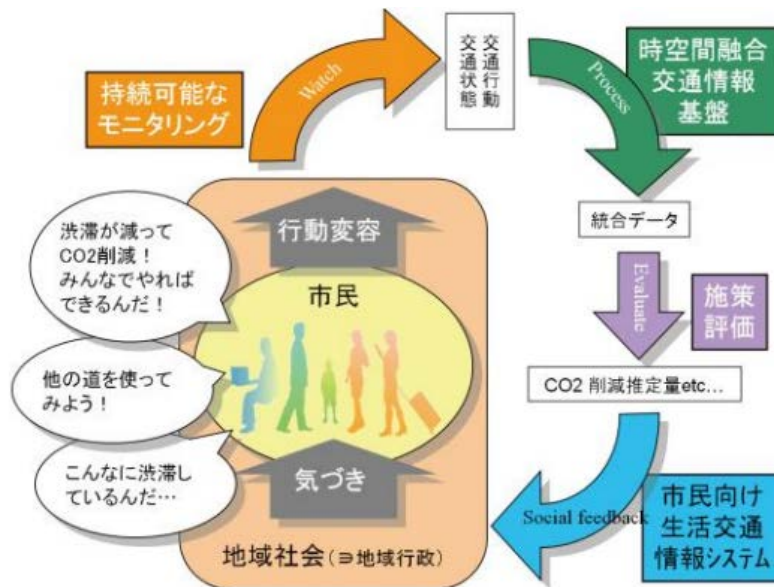 持続可能な
モニタリング
Watch
交通行動
交通状態
Process
時空間融合
交通情報
基盤
統合データ
Evaluate
施策
評価
CO2 削減推定量etc…
Social feedback
市民向け
生活交通
情報システム
行動変容
市民
気づき
地域社会(∋地域行政)
渋滞が減って
CO2削減!
みんなでやれば
できるんだ!
他の道を使って
みよう!
こんなに渋滞し
ているんだ…